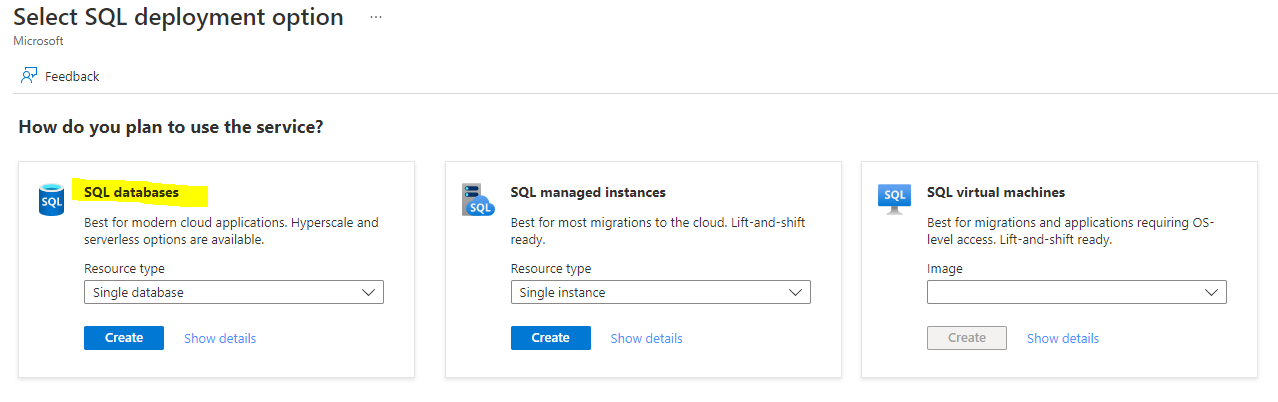 Select SQL deployment option ...
Microsoft
Feedback
How do you plan to use the service?
SQL
SQL databases
Best for modern cloud applications. Hyperscale and
serverless options are available.
Resource type
Single database
Create Show details
SQL
SQL managed instances
Best for most migrations to the cloud. Lift-and-shift
ready.
Resource type
Single instance
Create Show details
SQL
SQL virtual machines
Best for migrations and applications requiring OS-
level access. Lift-and-shift ready.
Image
Create Show details